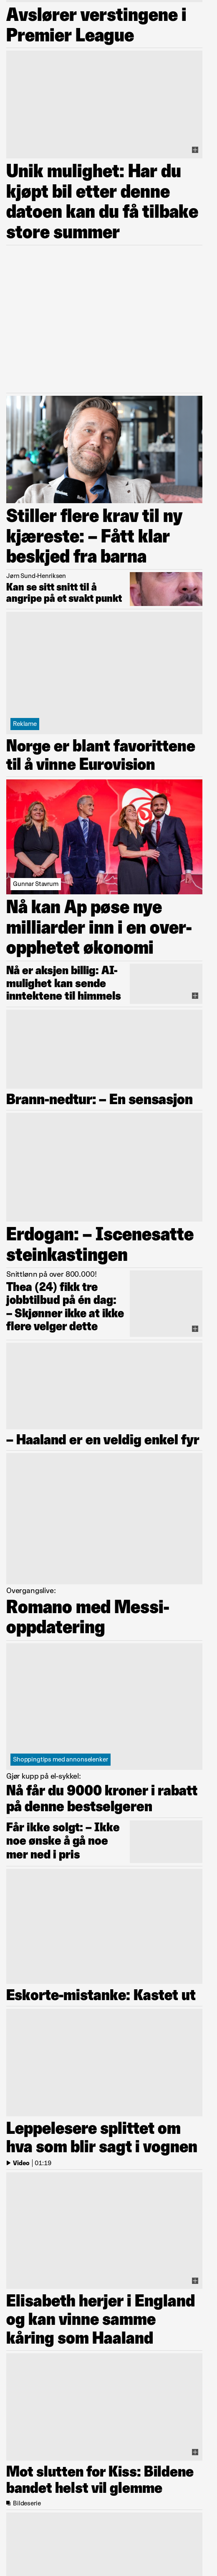 Avslører verstingene i
Premier League
Unik mulighet: Har du
kjøpt bil etter denne
datoen kan du få tilbake
store summer
Stiller flere krav til ny
kjæreste: – Fått klar
beskjed fra barna
Jørn Sund-Henriksen
Kan se sitt snitt til å
angripe på et svakt punkt
Reklame
Norge er blant favorittene
til å vinne Eurovision
Gunnar Stavrum
Nå kan Ap pøse nye
milliarder inn i en over-
opphetet økonomi
Nå er aksjen billig: AI-
mulighet kan sende
inntektene til himmels
Brann-nedtur: – En sensasjon
Erdogan: – Iscenesatte
steinkastingen
Snittlønn på over 800.000!
Thea (24) fikk tre
jobbtilbud på én dag:
– Skjønner ikke at ikke
flere velger dette
– Haaland er en veldig enkel fyr
Overgangslive:
Romano med Messi-
oppdatering
Shoppingtips med annonselenker
Gjør kupp på el-sykkel:
Nå får du 9000 kroner i rabatt
på denne bestselgeren
Får ikke solgt: – Ikke
noe ønske å gå noe
mer ned i pris
Eskorte-mistanke: Kastet ut
Leppelesere splittet om
hva som blir sagt i vognen
Video | 01:19
Elisabeth herjer i England
og kan vinne samme
kåring som Haaland
Mot slutten for Kiss: Bildene
bandet helst vil glemme
Bildeserie